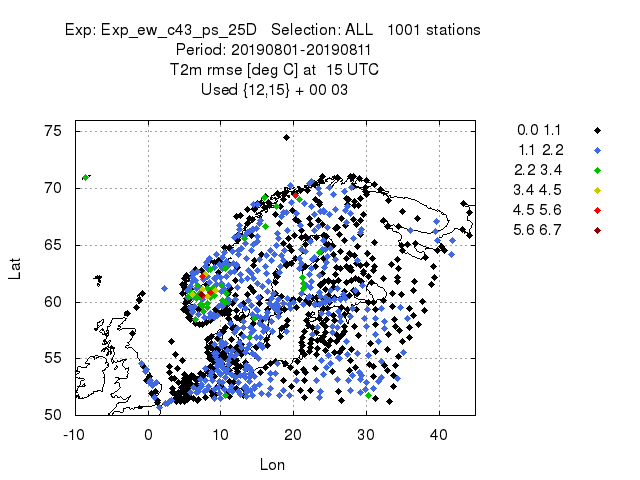 Exp: Exp_ew_c43_ps_25D   Selection: ALL   1001 stations
Period: 20190801-20190811
T2m rmse [deg C] at  15 UTC
Used {12,15} + 00 03
75
70
65
60
55
50
Lat
-10 0 10 20 30 40
Lon
0.0 1.1
1.1 2.2
2.2 3.4
3.4 4.5
4.5 5.6
5.6 6.7